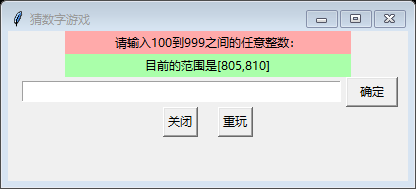 猜数字游戏
请输入100到999之间的任意整数：
目前的范围是[805,810]
确定
关闭 重玩